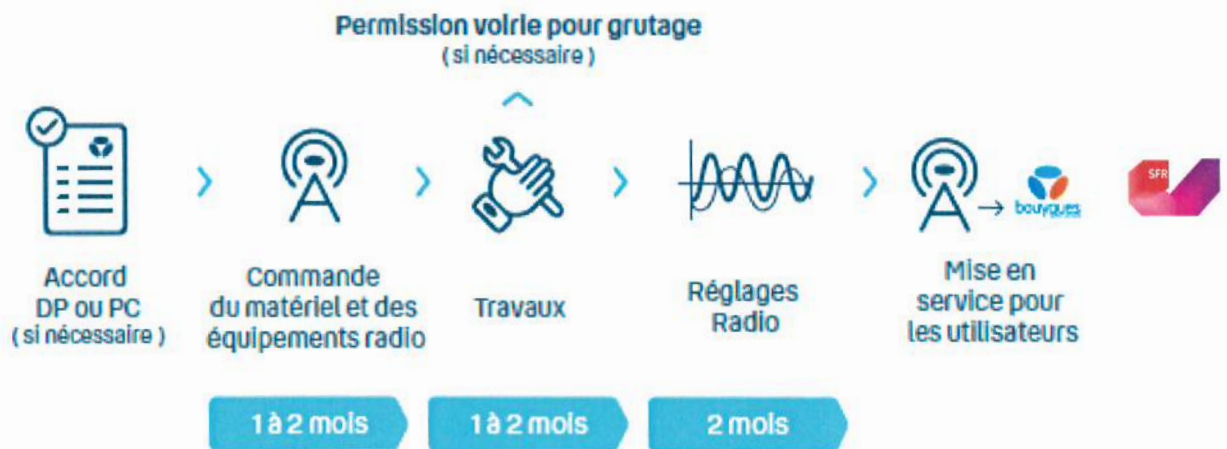 Permission voirie pour grutage
( si nécessaire )
Accord
DP ou PC
( si nécessaire )
Commande
du matériel et des
équipements radio
Travaux
Réglages
Radio
bouygues
SFR
Mise en
service pour
les utilisateurs
1 à 2 mois
1 à 2 mois
2 mois